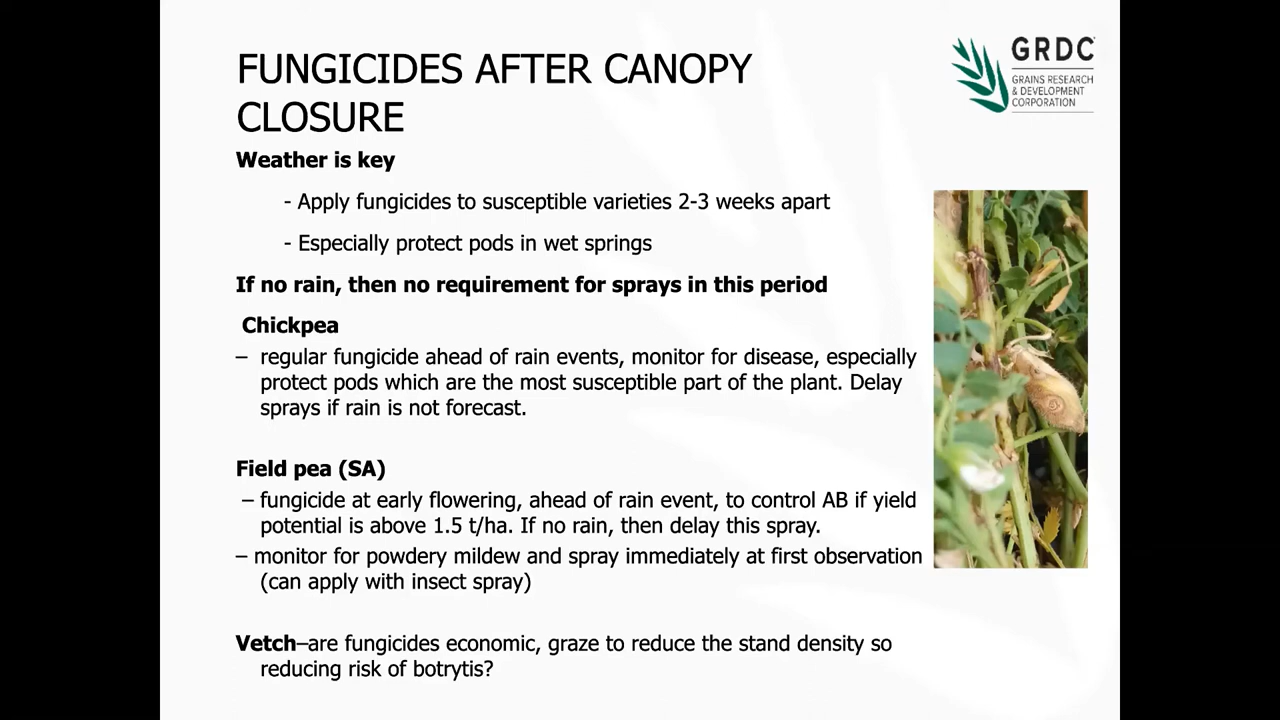 FUNGICIDES AFTER CANOPY
CLOSURE
GRDC
GRAINS RESEARCH
& DEVELOPMENT
CORPORATION
Weather is key
- Apply fungicides to susceptible varieties 2-3 weeks apart
- Especially protect pods in wet springs
If no rain, then no requirement for sprays in this period
Chickpea
– regular fungicide ahead of rain events, monitor for disease, especially
protect pods which are the most susceptible part of the plant. Delay
sprays if rain is not forecast.
Field pea (SA)
– fungicide at early flowering, ahead of rain event, to control AB if yield
potential is above 1.5 t/ha. If no rain, then delay this spray.
– monitor for powdery mildew and spray immediately at first observation
(can apply with insect spray)
Vetch–are fungicides economic, graze to reduce the stand density so
reducing risk of botrytis?